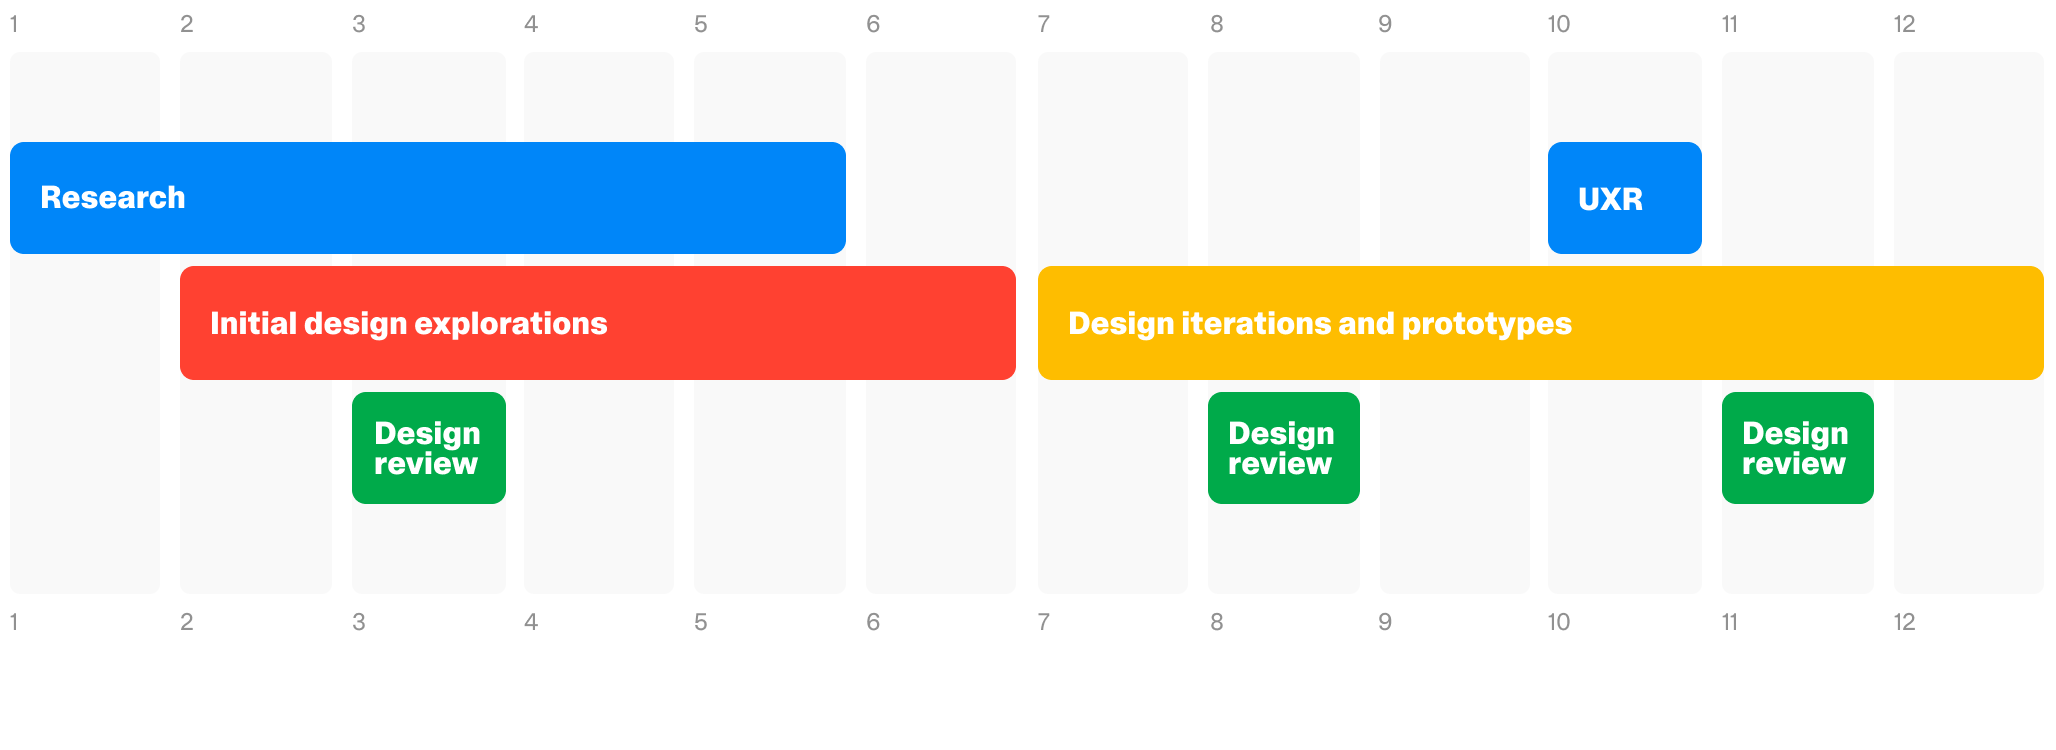 1 2 3 4 5 6 7 8 9 10 11 12
Research
UXR
Initial design explorations
Design iterations and prototypes
Design
review
Design
review
Design
review
1 2 3 4 5 6 7 8 9 10 11 12